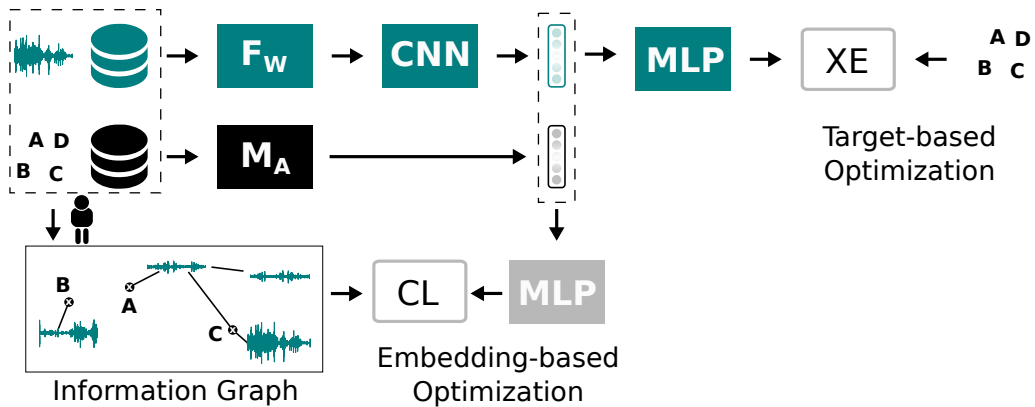 F_W
CNN
MLP
XE
A D
B C
A D
B C
M_A
Target-based
Optimization
B
A
C
CL
MLP
Embedding-based
Optimization
Information Graph